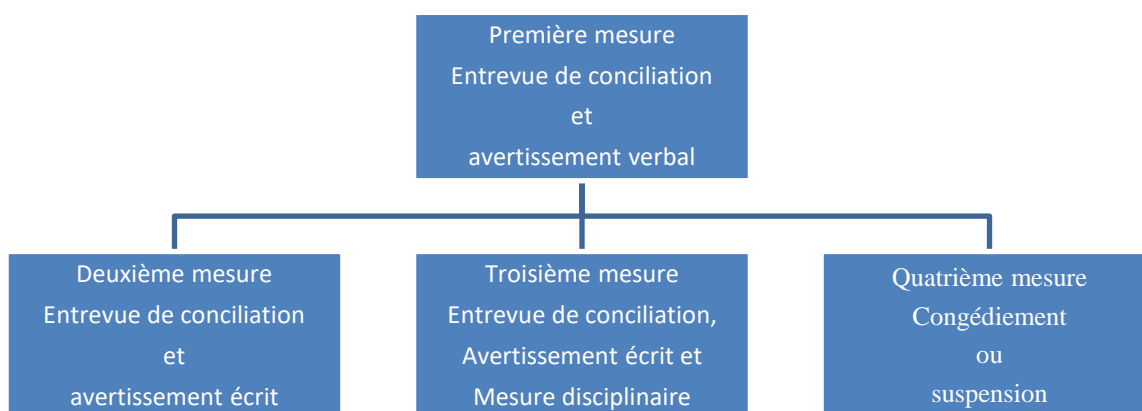 Première mesure
Entrevue de conciliation
et
avertissement verbal
Deuxième mesure
Entrevue de conciliation
et
avertissement écrit
Troisième mesure
Entrevue de conciliation,
Avertissement écrit et
Mesure disciplinaire
Quatrième mesure
Congédiement
ou
suspension